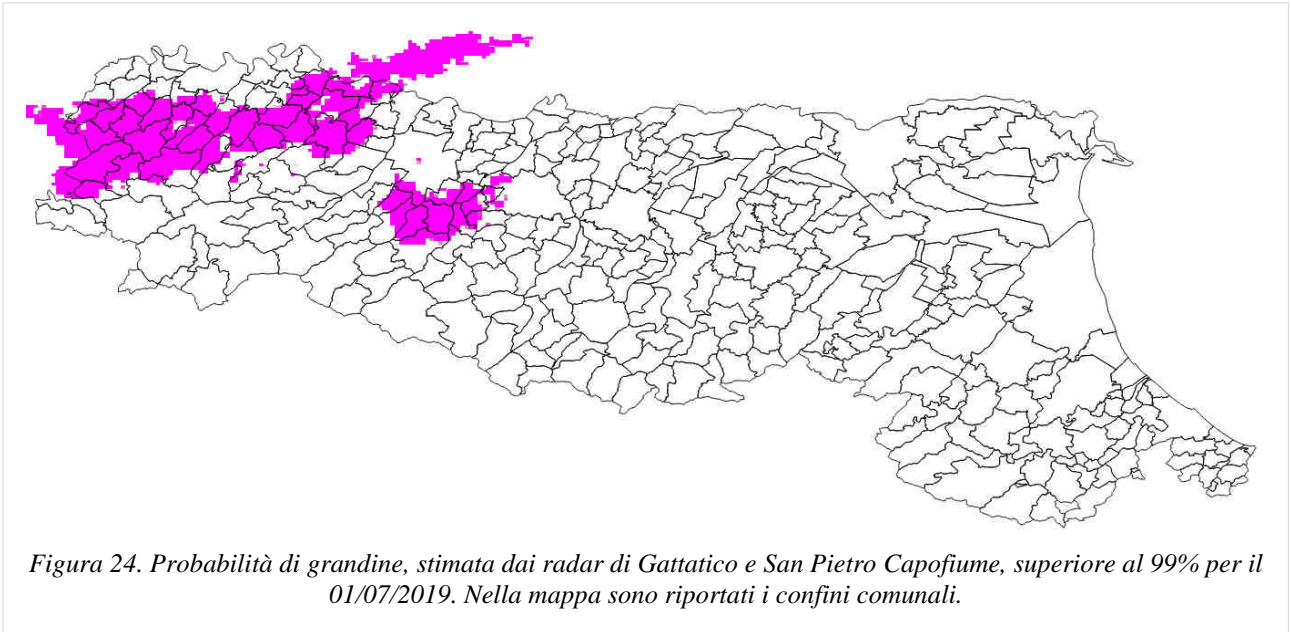 Figura 24. Probabilità di grandine, stimata dai radar di Gattatico e San Pietro Capofiume, superiore al 99% per il
01/07/2019. Nella mappa sono riportati i confini comunali.